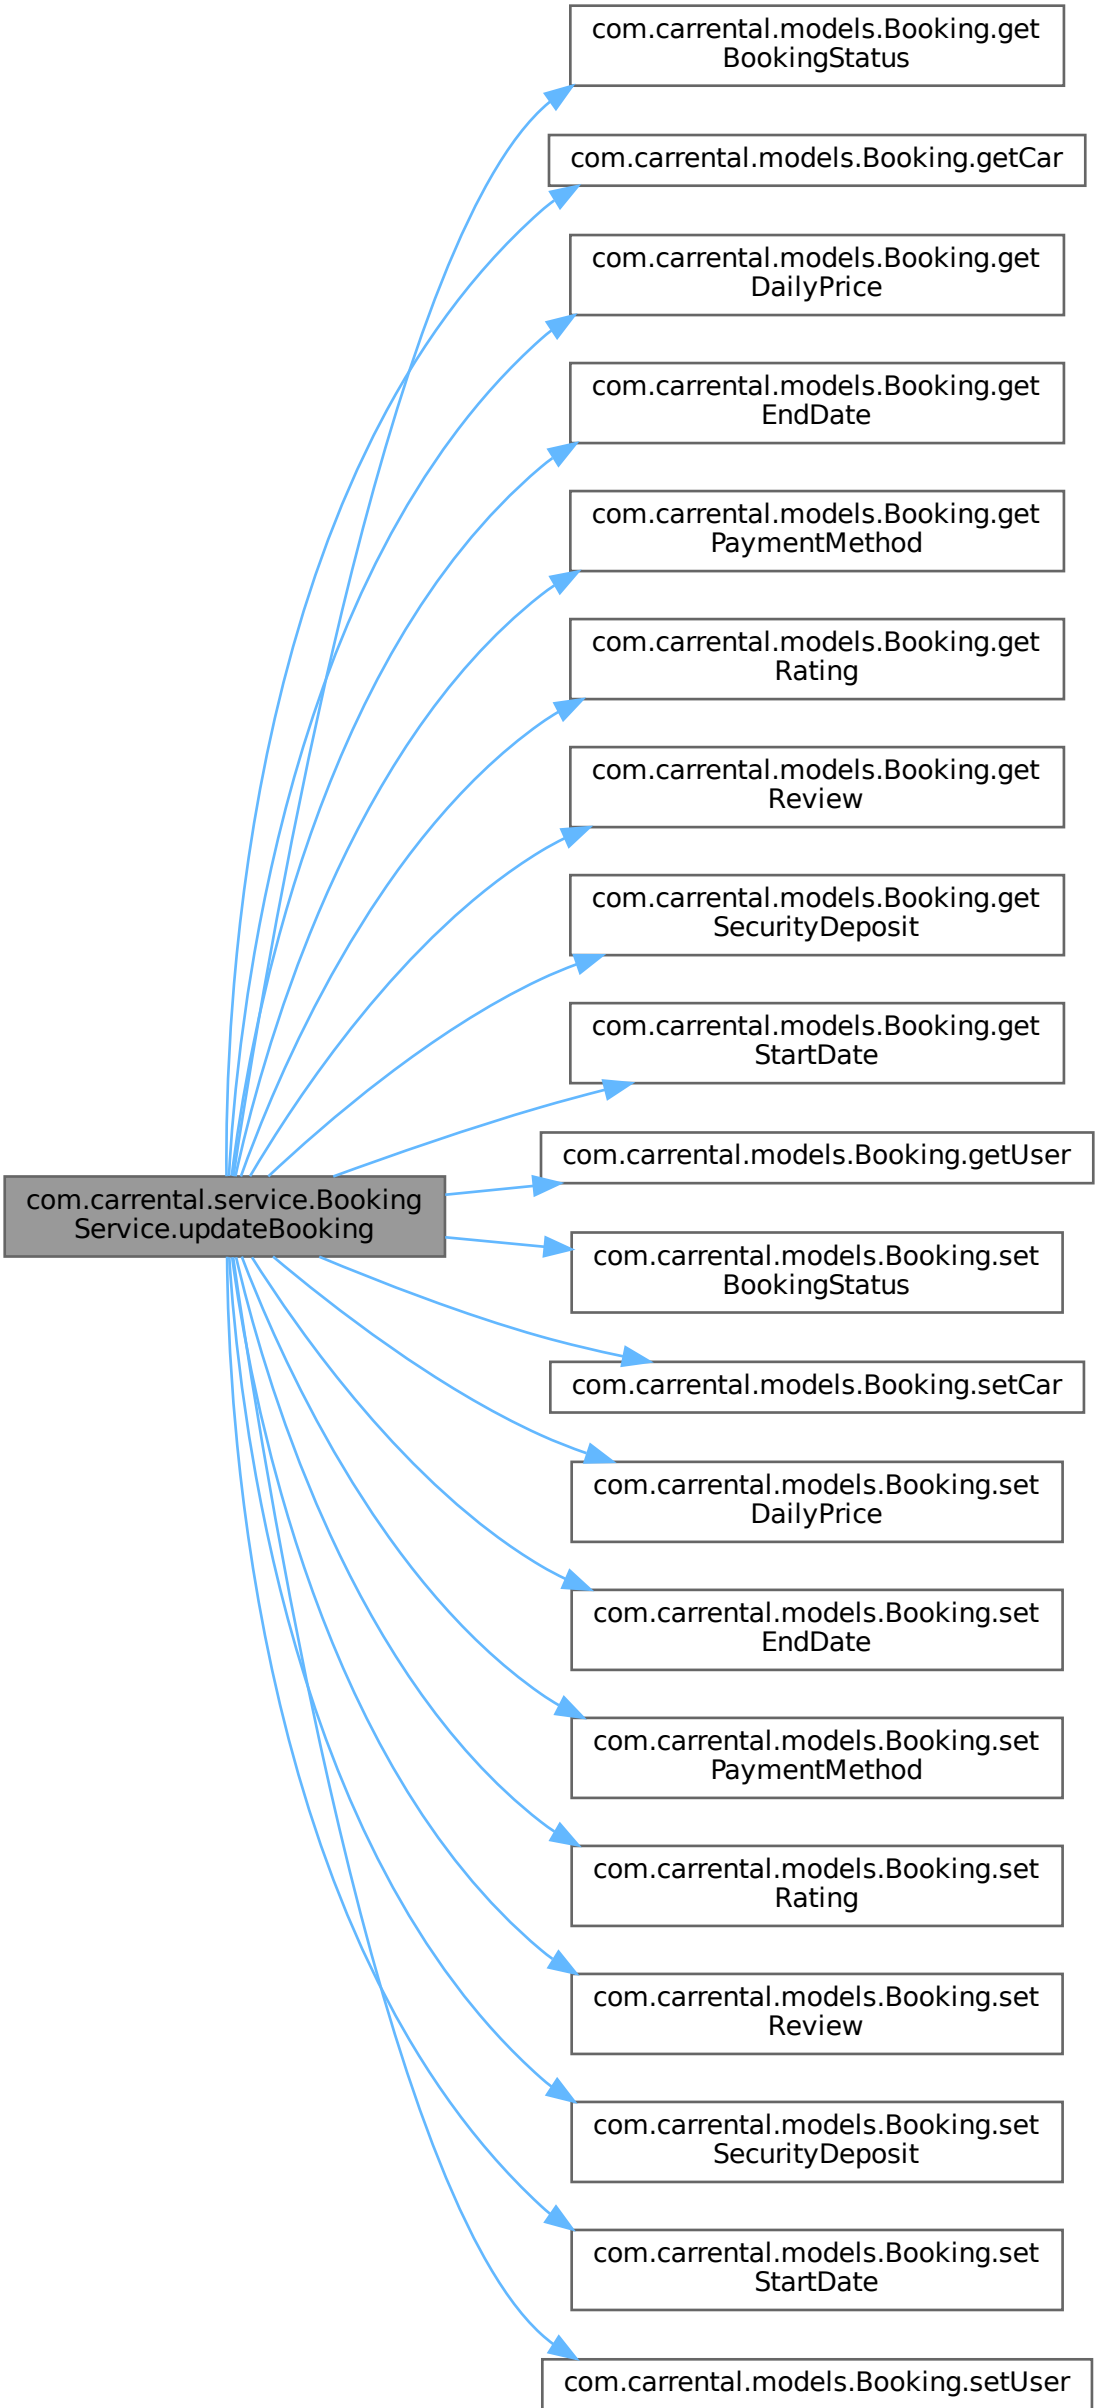 com.carrental.models.Booking.get
BookingStatus
com.carrental.models.Booking.getCar
com.carrental.models.Booking.get
DailyPrice
com.carrental.models.Booking.get
EndDate
com.carrental.models.Booking.get
PaymentMethod
com.carrental.models.Booking.get
Rating
com.carrental.models.Booking.get
Review
com.carrental.models.Booking.get
SecurityDeposit
com.carrental.models.Booking.get
StartDate
com.carrental.models.Booking.getUser
com.carrental.service.Booking
Service.updateBooking
com.carrental.models.Booking.set
BookingStatus
com.carrental.models.Booking.setCar
com.carrental.models.Booking.set
DailyPrice
com.carrental.models.Booking.set
EndDate
com.carrental.models.Booking.set
PaymentMethod
com.carrental.models.Booking.set
Rating
com.carrental.models.Booking.set
Review
com.carrental.models.Booking.set
SecurityDeposit
com.carrental.models.Booking.set
StartDate
com.carrental.models.Booking.setUser